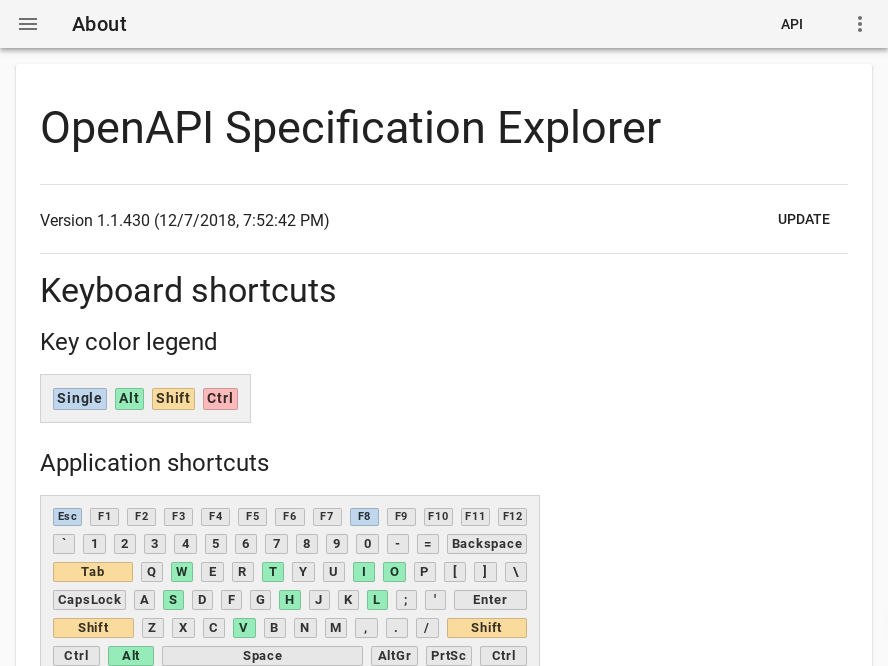 About API
OpenAPI Specification Explorer
Version 1.1.430 (12/7/2018, 7:52:42 PM) UPDATE
Keyboard shortcuts
Key color legend
Single Alt Shift Ctrl
Application shortcuts
Esc F1 F2 F3 F4 F5 F6 F7 F8 F9 F10 F11 F12
` 1 2 3 4 5 6 7 8 9 0 - = Backspace
Tab Q W E R T Y U I O P [ ] \
CapsLock A S D F G H J K L ; ' Enter
Shift Z X C V B N M , . / Shift
Ctrl Alt Space AltGr PrtSc Ctrl